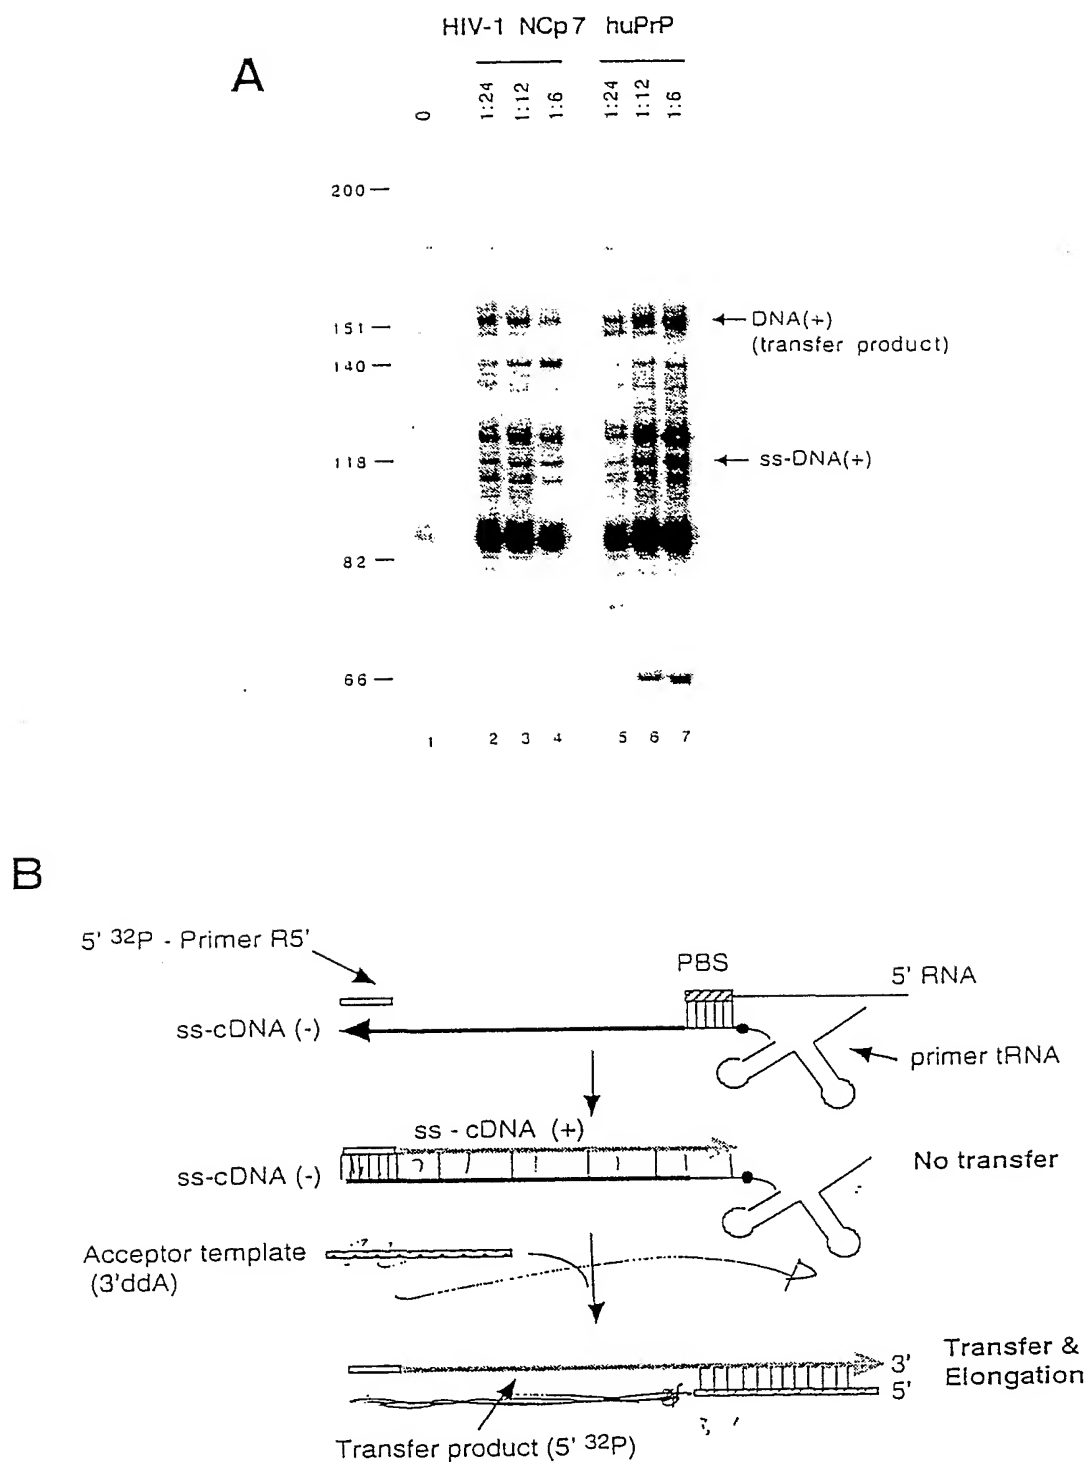 HIV-1 NCp7 huPrP
A
0 1:24 1:12 1:6 1:24 1:12 1:6
200
151
DNA(+)
(transfer product)
140
118
ss-DNA(+)
82
66
1 2 3 4 5 6 7
B
5' 32P - Primer R5'
PBS
5' RNA
ss-cDNA (-)
primer tRNA
ss - cDNA (+)
ss-cDNA (-)
No transfer
Acceptor template
(3'ddA)
Transfer &
Elongation
3'
5'
Transfer product (5' 32P)